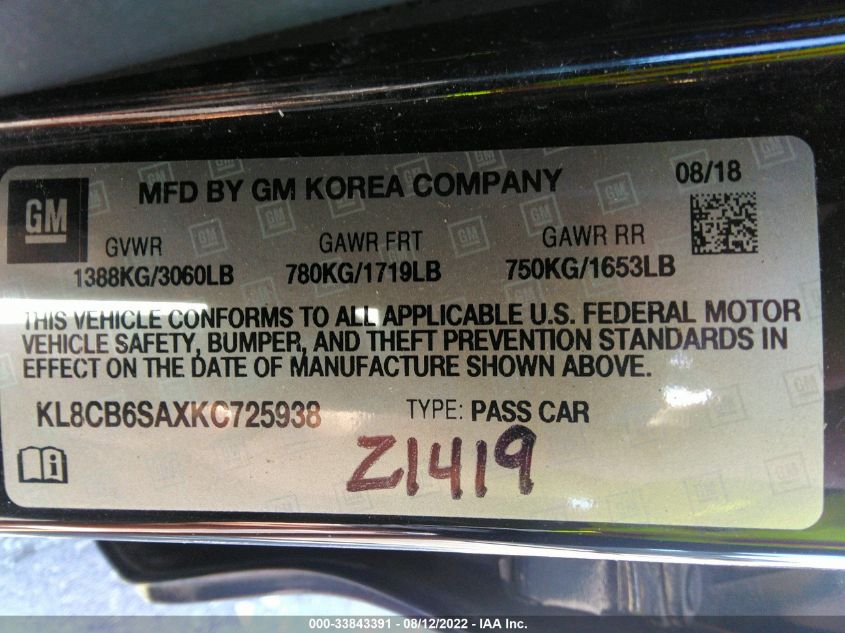 MFD BY GM KOREA COMPANY 08/18
GM
GVWR GAWR FRT GAWR RR
1388KG/3060LB 780KG/1719LB 750KG/1653LB
THIS VEHICLE CONFORMS TO ALL APPLICABLE U.S. FEDERAL MOTOR
VEHICLE SAFETY, BUMPER, AND THEFT PREVENTION STANDARDS IN
EFFECT ON THE DATE OF MANUFACTURE SHOWN ABOVE.
KL8CB6SAXKC725938 TYPE: PASS CAR
Z1419
000-33843391 - 08/12/2022 - IAA Inc.